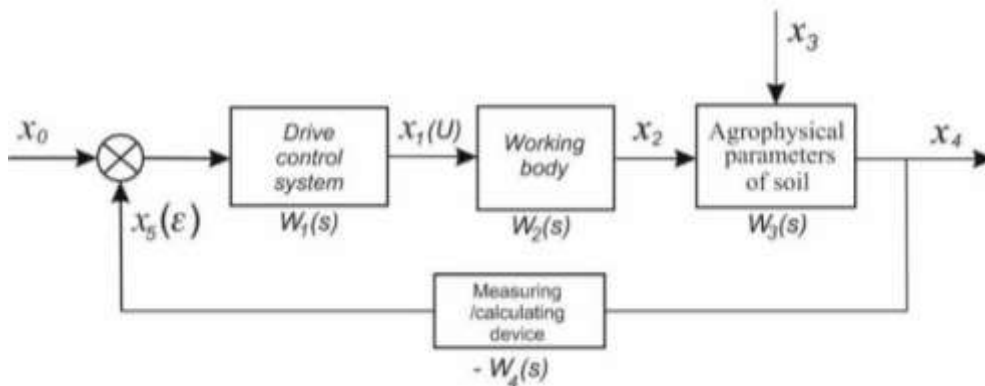 x₃
x₀
Drive
control
system
x₁(U)
Working
body
x₂
Agrophysical
parameters
of soil
x₄
x₅(ε)
W₁(s)
W₂(s)
W₃(s)
Measuring
/calculating
device
- W₄(s)